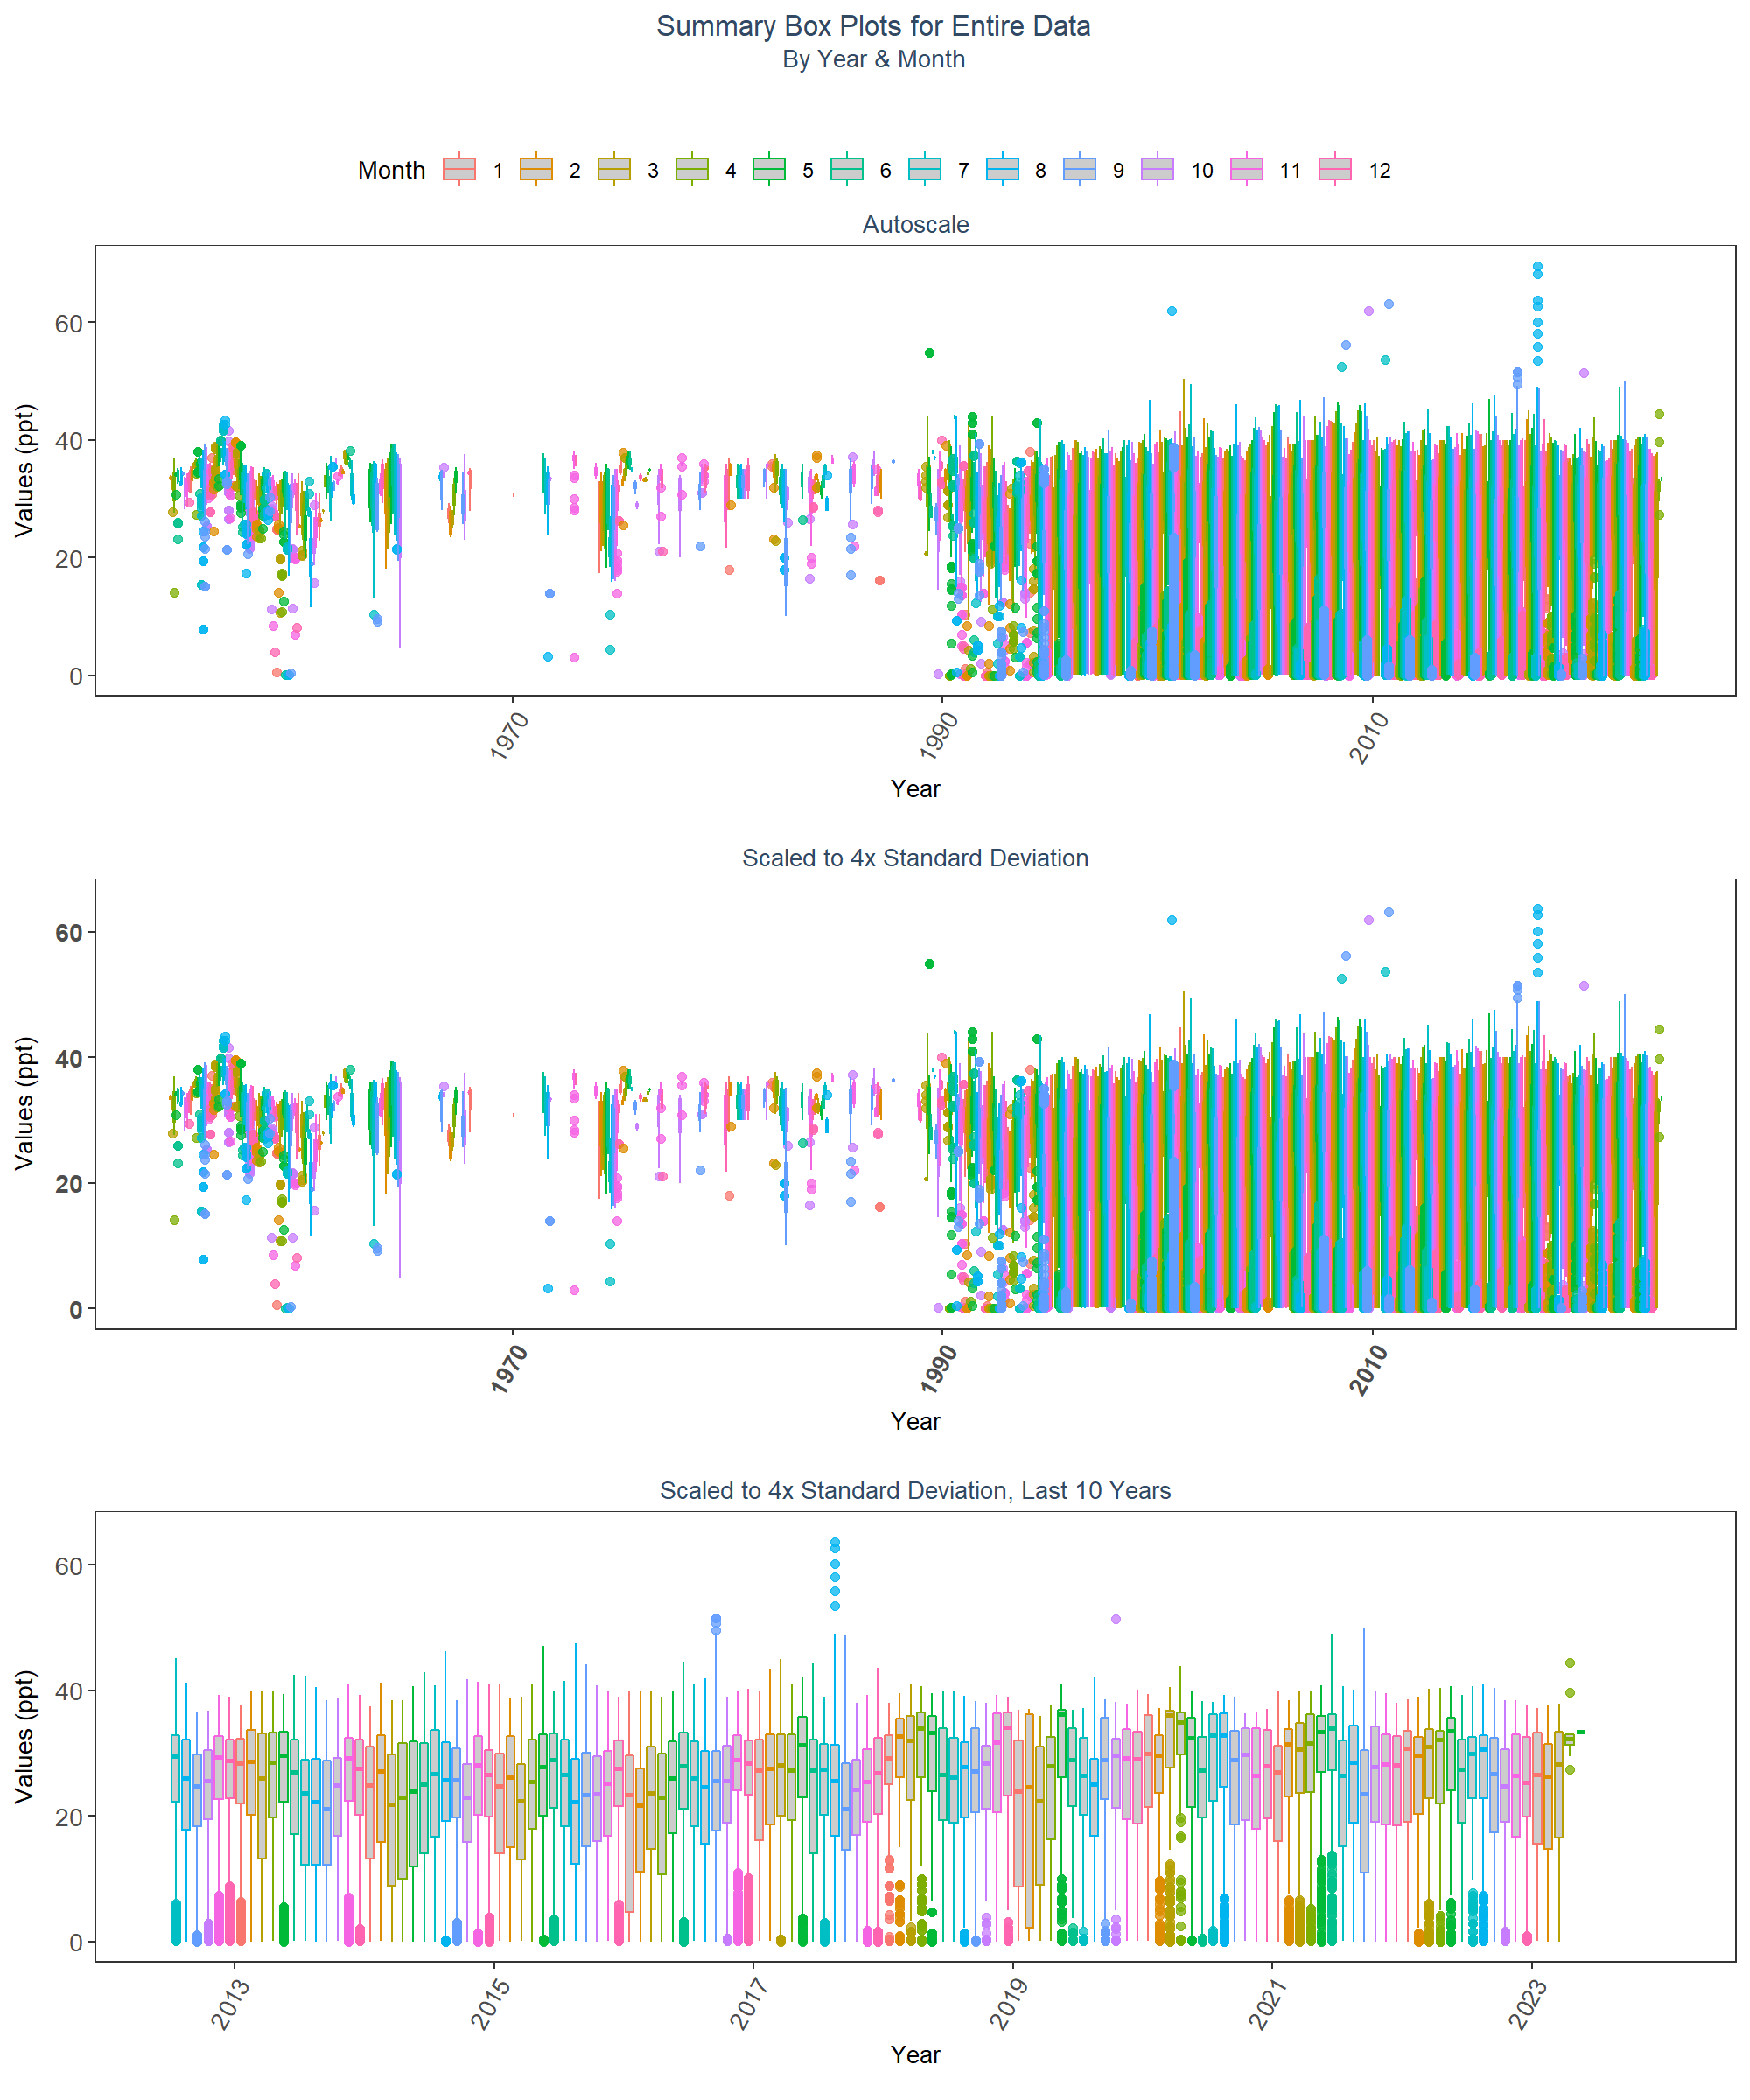 Summary Box Plots for Entire Data
By Year & Month
Month 1 2 3 4 5 6 7 8 9 10 11 12
Autoscale
Values (ppt)
60
40
20
0
1970 1990 2010
Year
Scaled to 4x Standard Deviation
Values (ppt)
60
40
20
0
1970 1990 2010
Year
Scaled to 4x Standard Deviation, Last 10 Years
Values (ppt)
60
40
20
0
2013 2015 2017 2019 2021 2023
Year